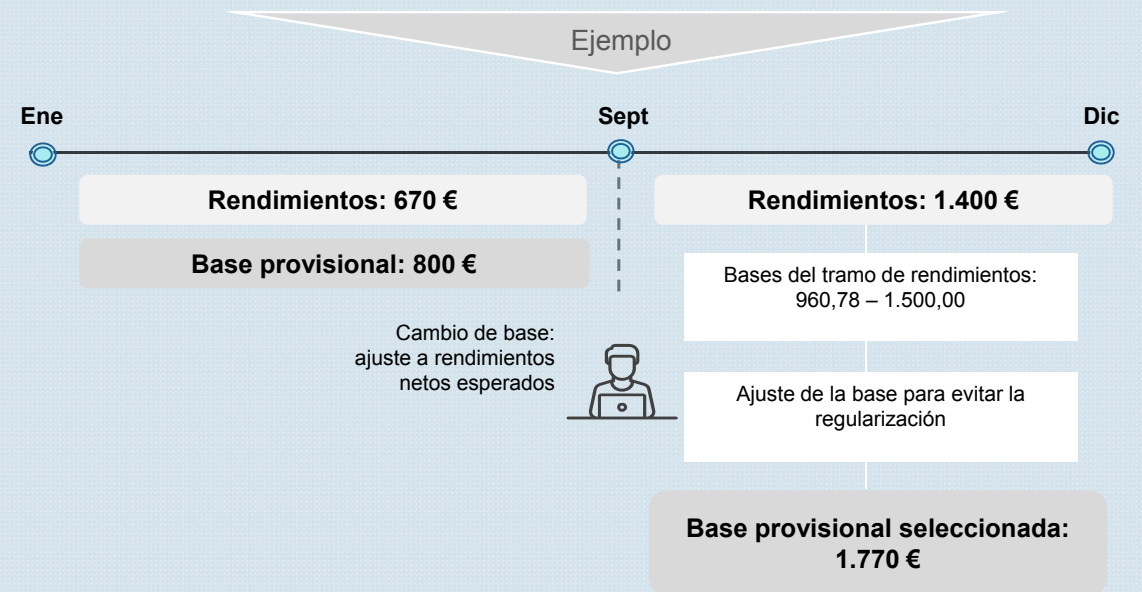 Ejemplo
Ene
Sept
Dic
Rendimientos: 670 €
Base provisional: 800 €
Cambio de base:
ajuste a rendimientos
netos esperados
Rendimientos: 1.400 €
Bases del tramo de rendimientos:
960,78 – 1.500,00
Ajuste de la base para evitar la
regularización
Base provisional seleccionada:
1.770 €